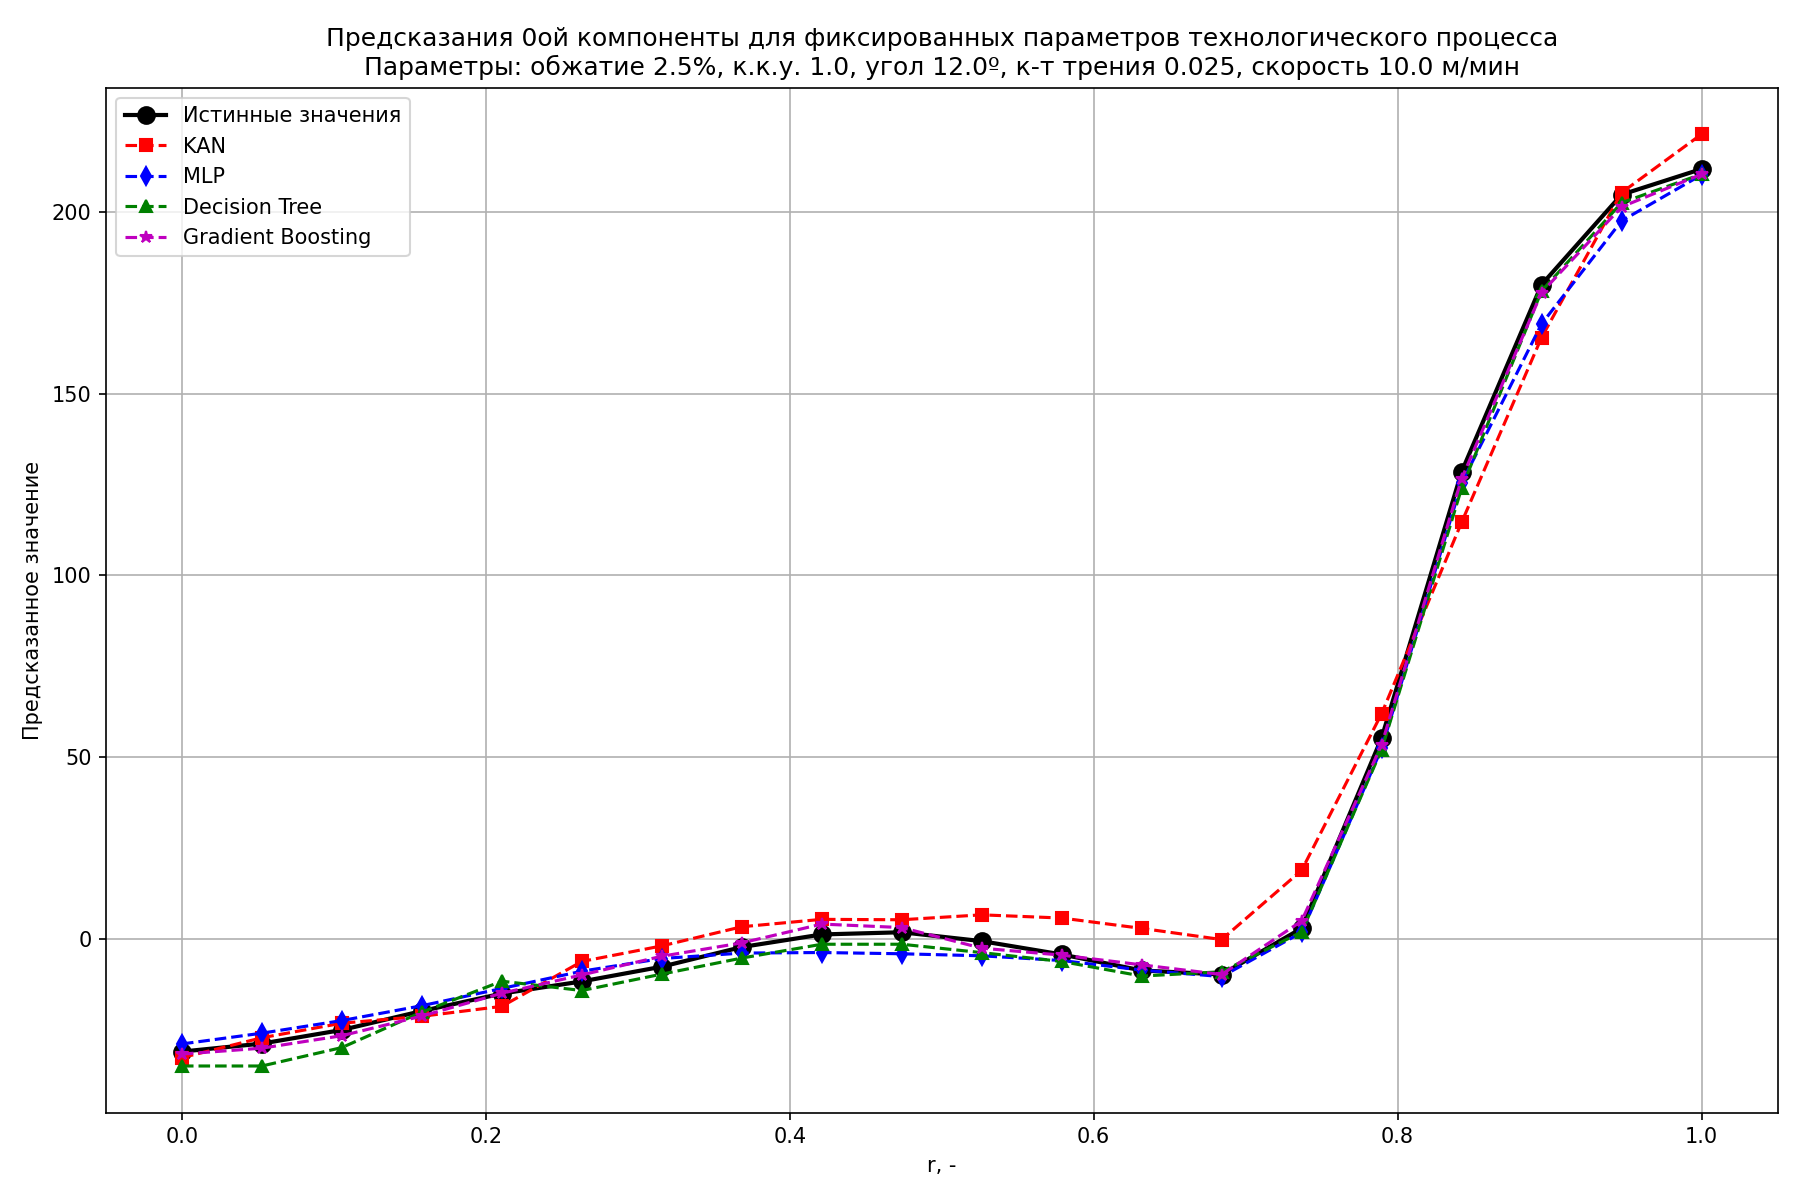 Предсказания 0ой компоненты для фиксированных параметров технологического процесса
Параметры: обжатие 2.5%, к.к.у. 1.0, угол 12.0º, к-т трения 0.025, скорость 10.0 м/мин
Истинные значения
KAN
MLP
Decision Tree
Gradient Boosting
Предсказанное значение
200
150
100
50
0
0.0
0.2
0.4
0.6
0.8
1.0
r, -